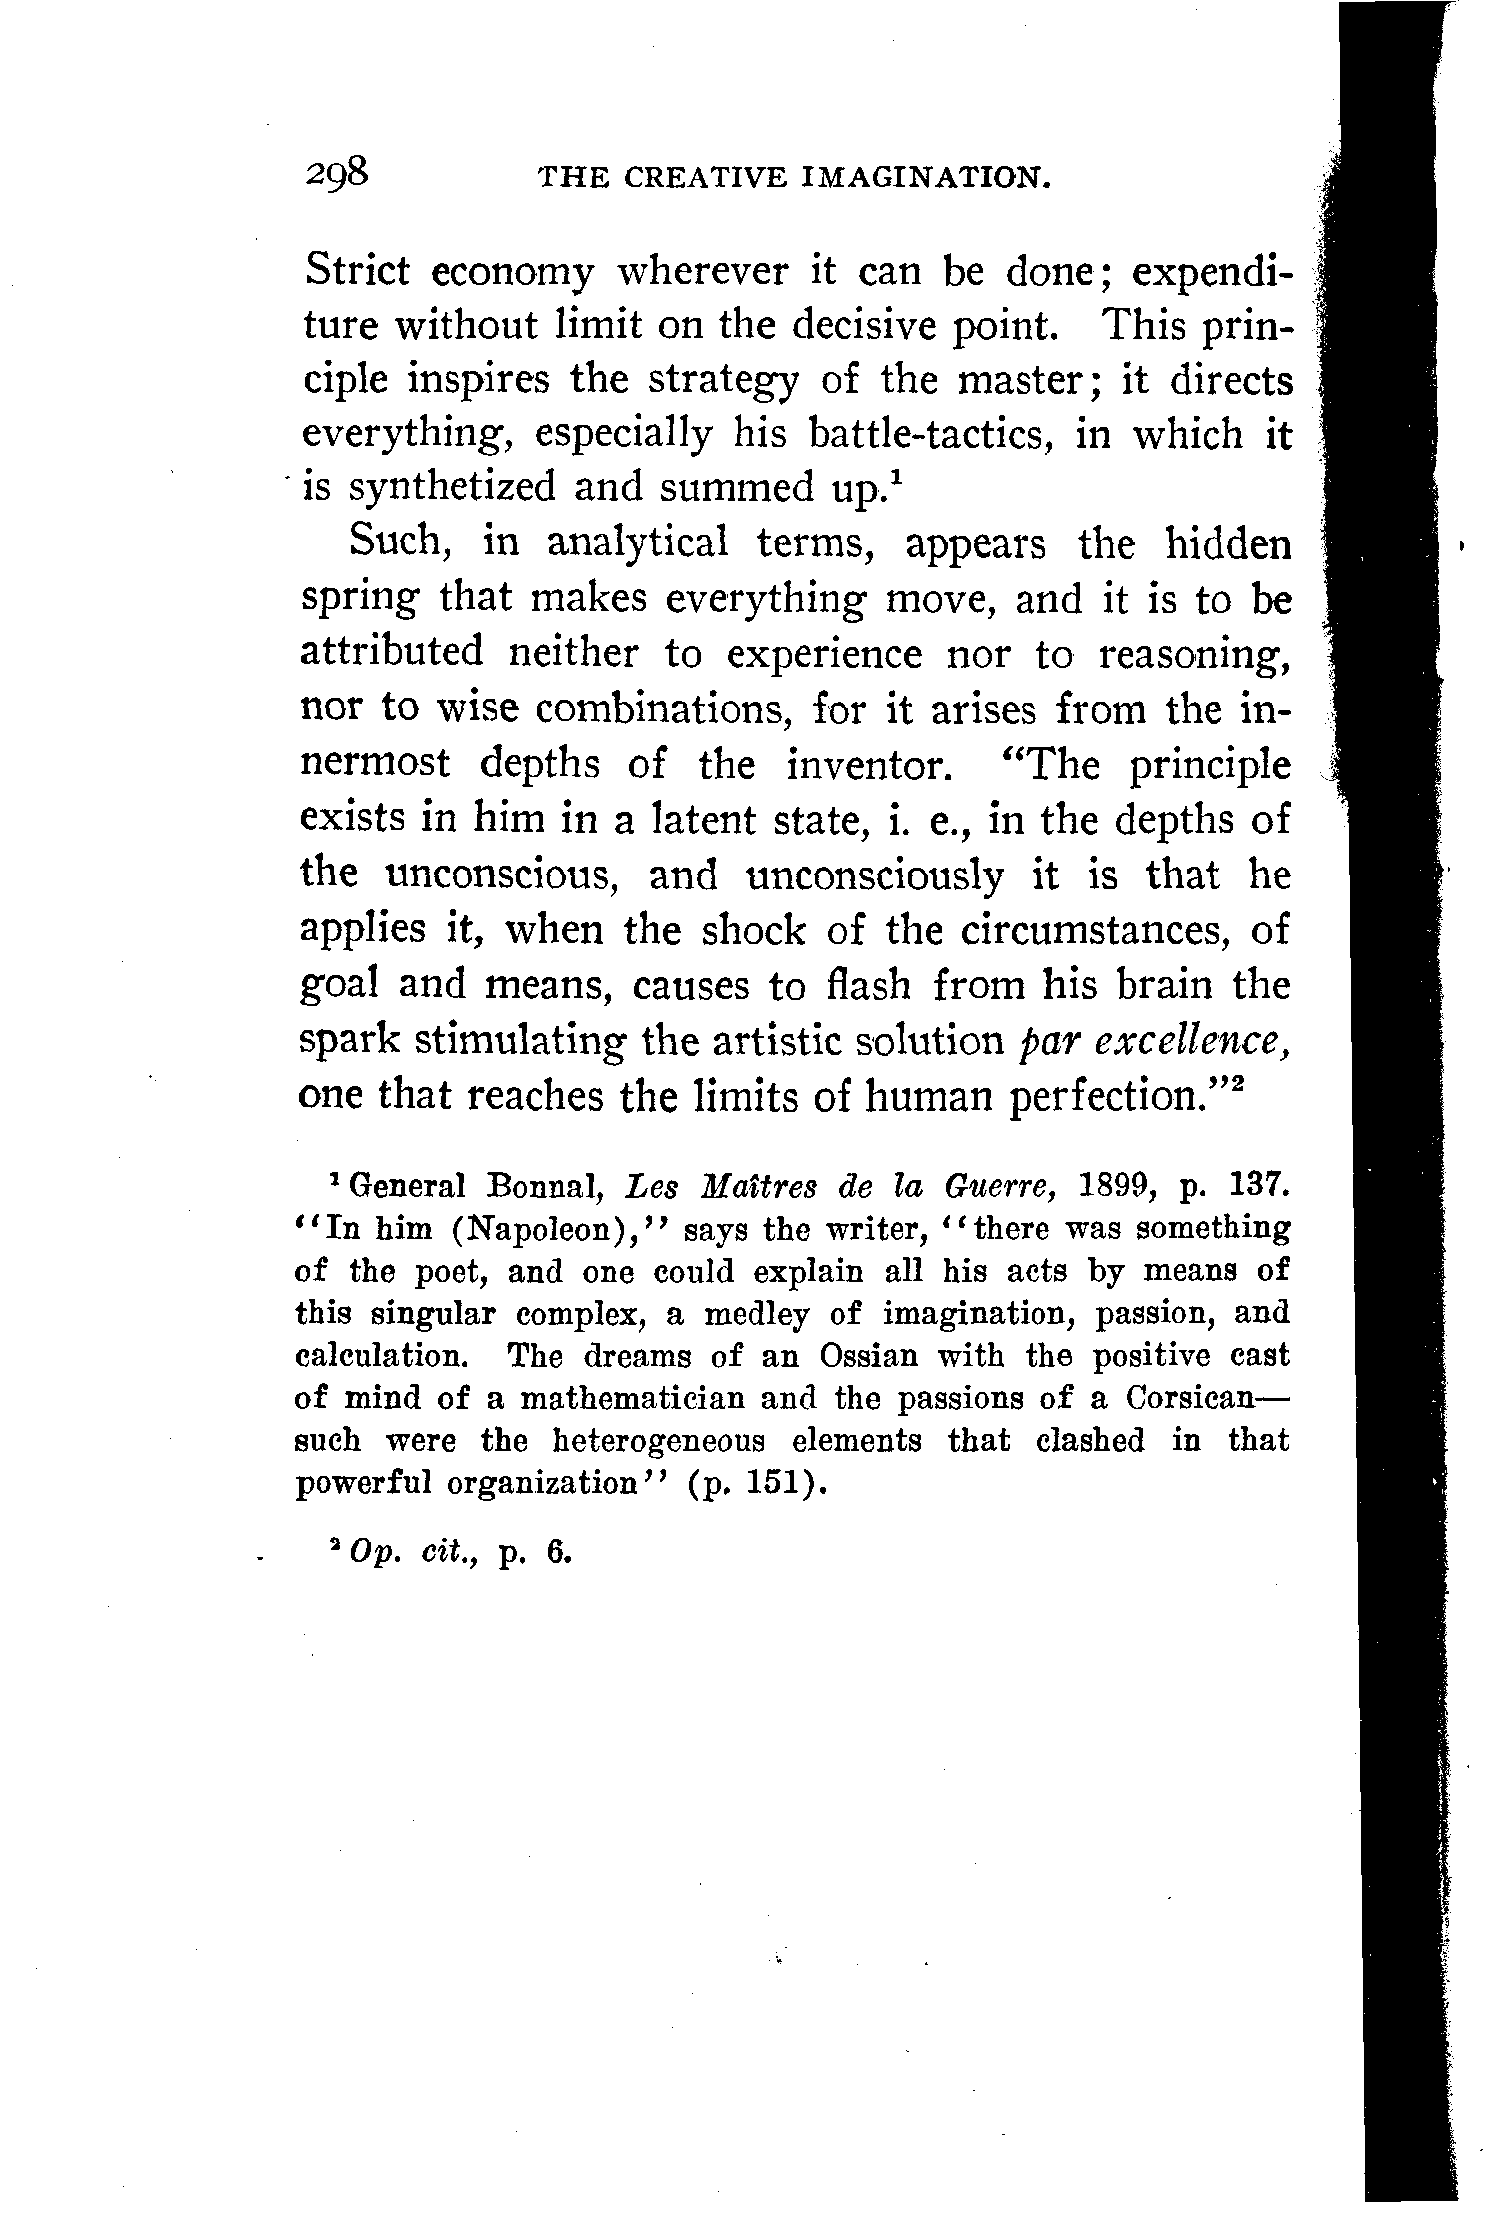 298 THE CREATIVE IMAGINATION.
Strict economy wherever it can be done; expendi-
ture without limit on the decisive point. This prin-
ciple inspires the strategy of the master; it directs
everything, especially his battle-tactics, in which it
is synthetized and summed up.¹
Such, in analytical terms, appears the hidden
spring that makes everything move, and it is to be
attributed neither to experience nor to reasoning,
nor to wise combinations, for it arises from the in-
nermost depths of the inventor. "The principle
exists in him in a latent state, i. e., in the depths of
the unconscious, and unconsciously it is that he
applies it, when the shock of the circumstances, of
goal and means, causes to flash from his brain the
spark stimulating the artistic solution par excellence,
one that reaches the limits of human perfection."²
¹ General Bonnal, Les Maîtres de la Guerre, 1899, p. 137.
"In him (Napoleon)," says the writer, "there was something
of the poet, and one could explain all his acts by means of
this singular complex, a medley of imagination, passion, and
calculation. The dreams of an Ossian with the positive cast
of mind of a mathematician and the passions of a Corsican—
such were the heterogeneous elements that clashed in that
powerful organization" (p. 151).
² Op. cit., p. 6.